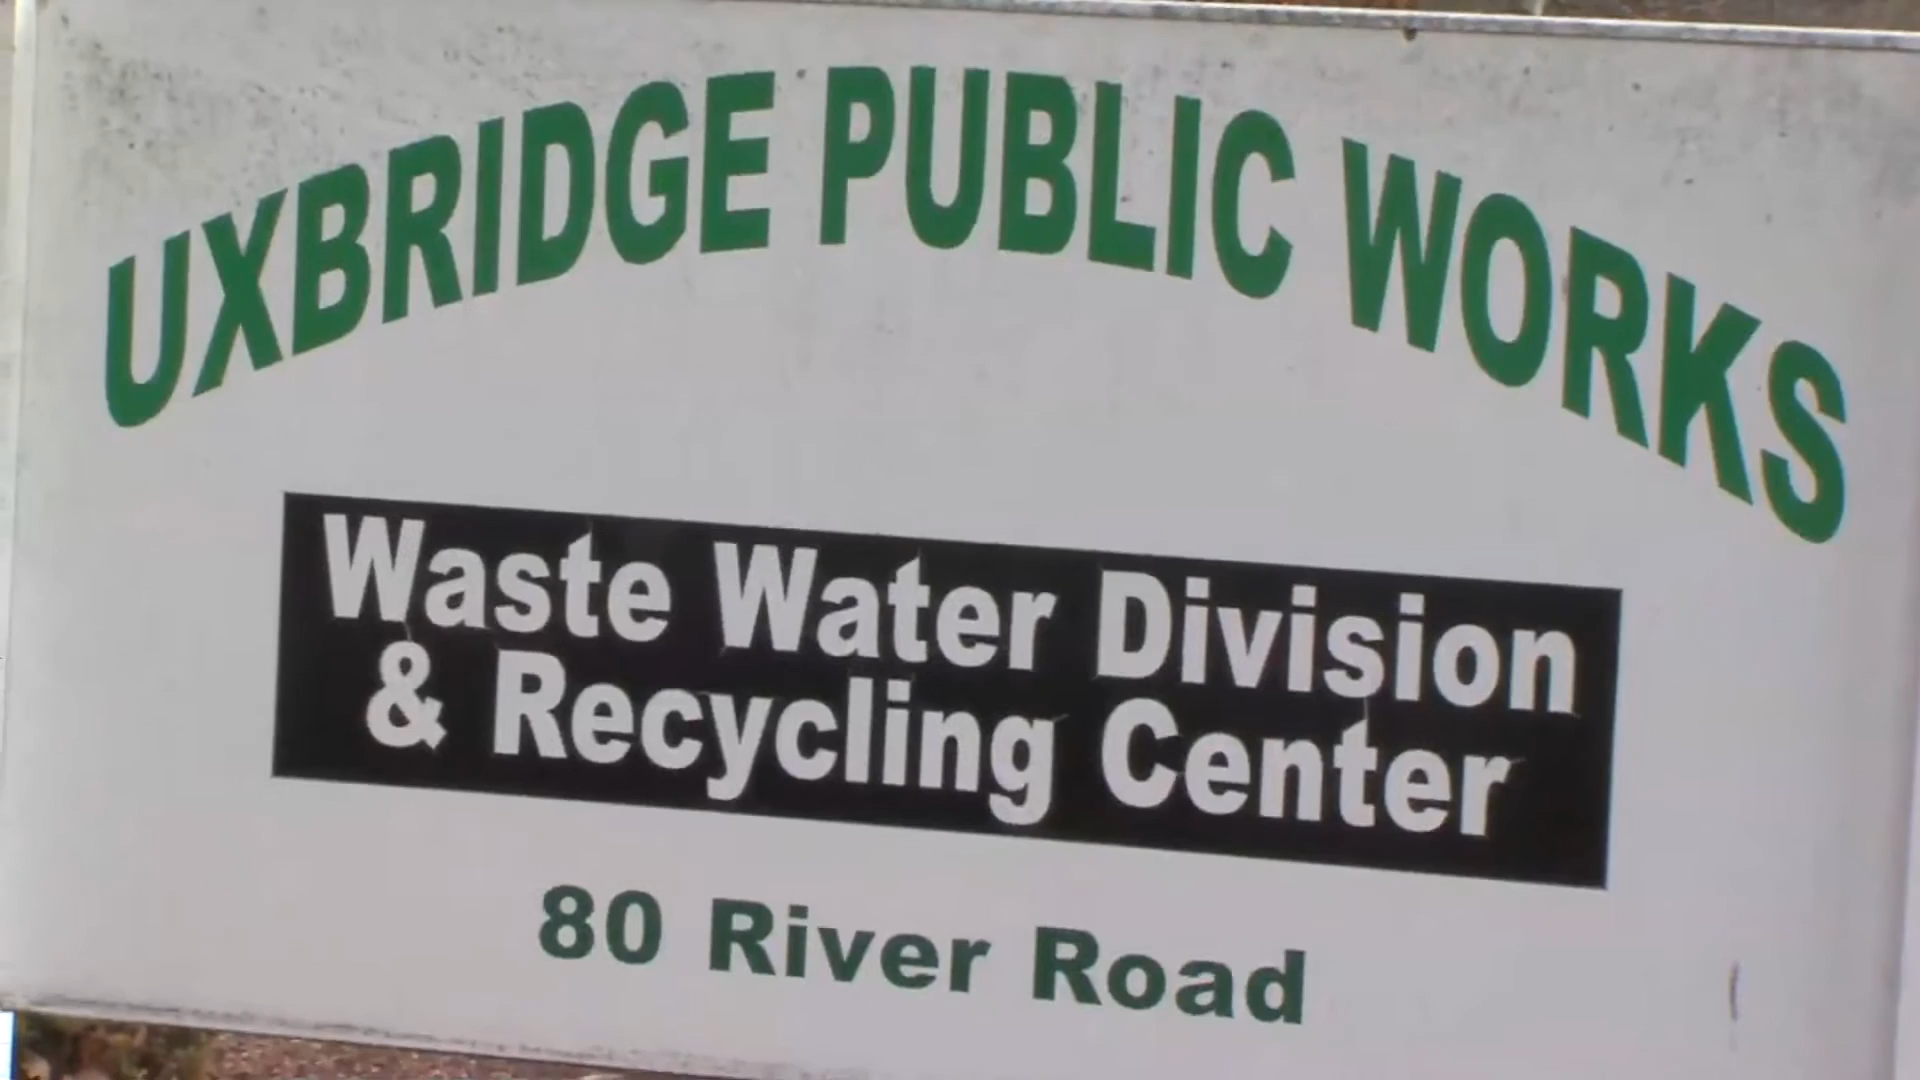 UXBRIDGE PUBLIC WORKS
Waste Water Division
& Recycling Center
80 River Road